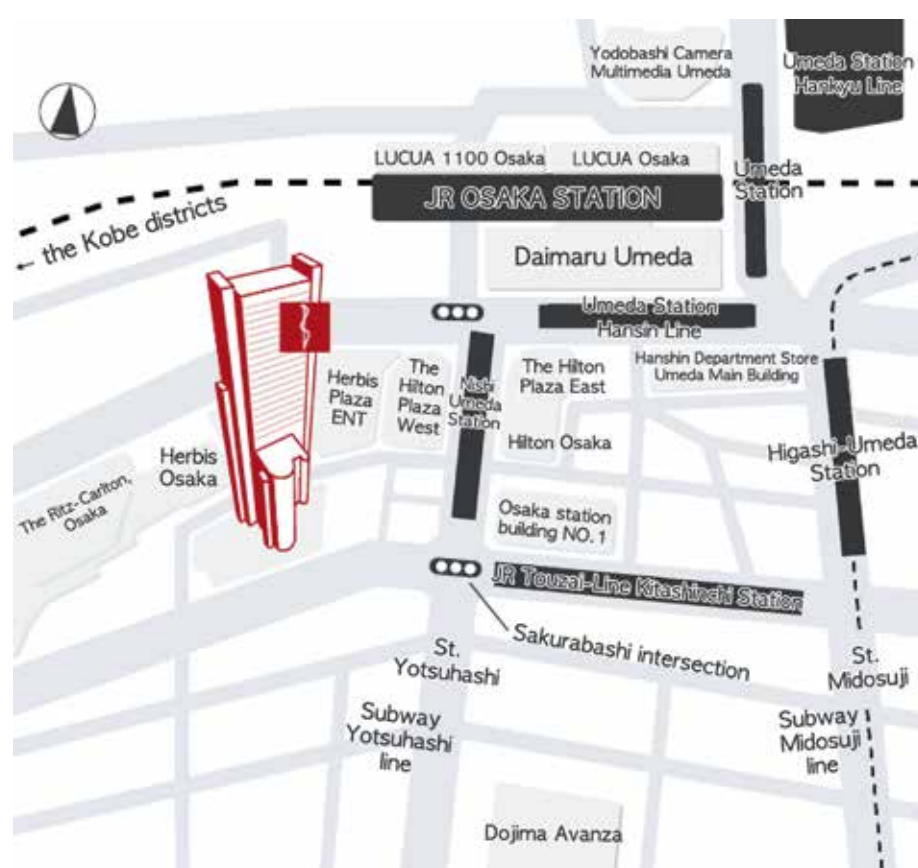 Yodobashi Camera
Multimedia Umeda
Umeda Station
Hankyu Line
LUCUA 1100 Osaka
LUCUA Osaka
Umeda
Station
JR OSAKA STATION
← the Kobe districts
Daimaru Umeda
Umeda Station
Hansin Line
Herbis
Plaza
ENT
The
Hilton
Plaza
West
Nishi
Umeda
Station
The Hilton
Plaza East
Hilton Osaka
Hanshin Department Store
Umeda Main Building
Higashi-Umeda
Station
Herbis
Osaka
The Ritz-Carlton,
Osaka
Osaka station
building NO. 1
JR Touzai-Line Kitashinchi Station
Sakurabashi intersection
St.
Yotsuhashi
St.
Midosuji
Subway
Yotsuhashi
line
Subway
Midosuji
line
Dojima Avanza